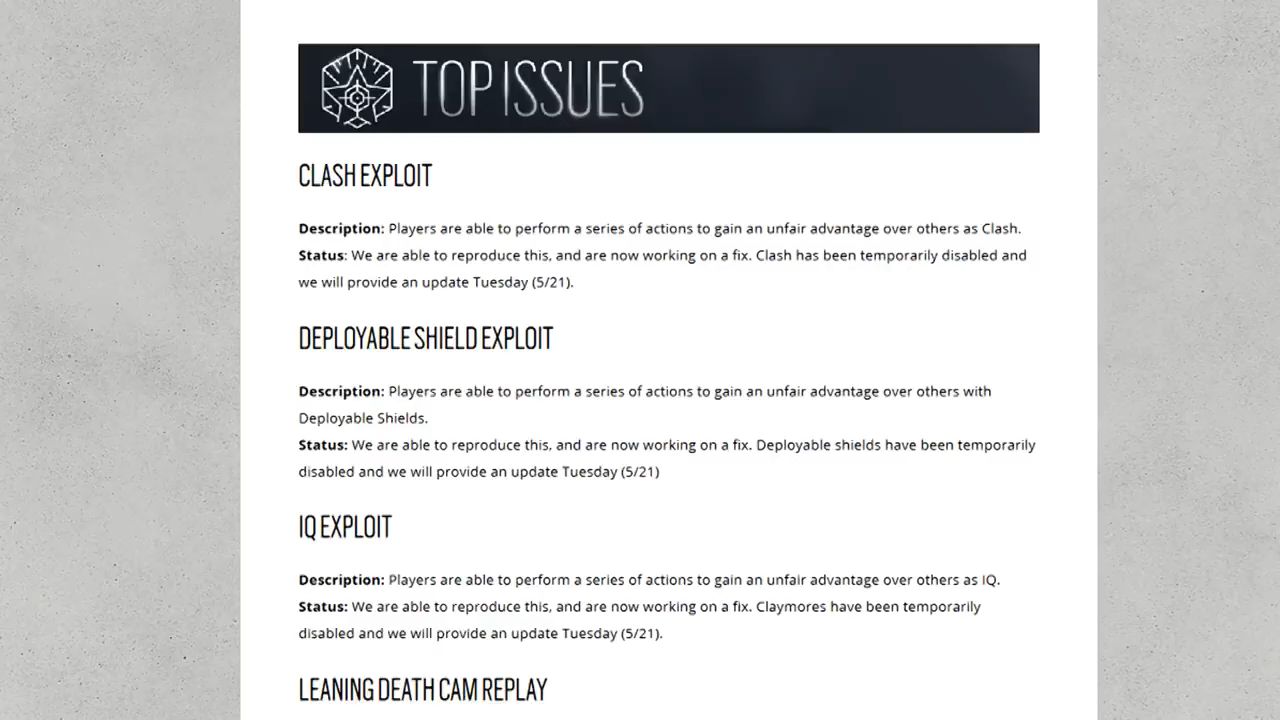 TOP ISSUES
CLASH EXPLOIT
Description: Players are able to perform a series of actions to gain an unfair advantage over others as Clash.
Status: We are able to reproduce this, and are now working on a fix. Clash has been temporarily disabled and
we will provide an update Tuesday (5/21).
DEPLOYABLE SHIELD EXPLOIT
Description: Players are able to perform a series of actions to gain an unfair advantage over others with
Deployable Shields.
Status: We are able to reproduce this, and are now working on a fix. Deployable shields have been temporarily
disabled and we will provide an update Tuesday (5/21)
IQ EXPLOIT
Description: Players are able to perform a series of actions to gain an unfair advantage over others as IQ.
Status: We are able to reproduce this, and are now working on a fix. Claymores have been temporarily
disabled and we will provide an update Tuesday (5/21).
LEANING DEATH CAM REPLAY